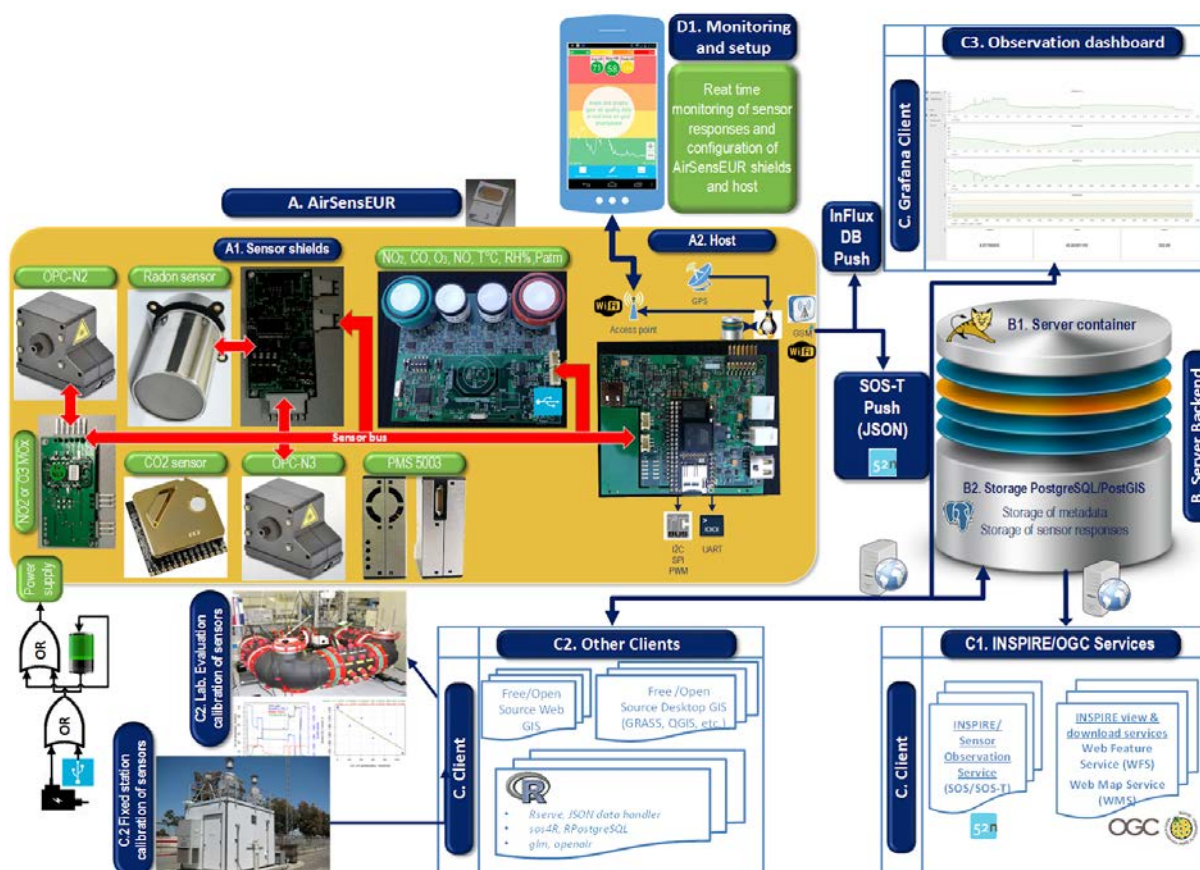 D1. Monitoring
and setup
Real time
monitoring of sensor
responses and
configuration of
AirSensEUR shields
and host
C3. Observation dashboard
C. Grafana Client
A. AirSensEUR
A1. Sensor shields
A2. Host
OPC-N2
Radon sensor
NO₂, CO, O₃, NO, T°C, RH%, Patm
WiFi
Access point
GPS
GSM
WiFi
InFlux
DB
Push
SOS-T
Push
(JSON)
52n
B1. Server container
B2. Storage PostgreSQL/PostGIS
Storage of metadata
Storage of sensor responses
B. Server Backend
Sensor bus
NO2 or O3 MOx
CO2 sensor
OPC-N3
PMS 5003
I2C
SPI
PWM
UART
Power
supply
OR
OR
C2. Lab. Evaluation
calibration of sensors
C.2 Fixed station
calibration of sensors
C2. Other Clients
C. Client
Free/Open
Source Web
GIS
Free /Open
Source Desktop GIS
(GRASS, QGIS, etc.)
R
• Rserve, JSON data handler
• sos4R, RPostgreSQL
• glm, openair
C1. INSPIRE/OGC Services
C. Client
INSPIRE/
Sensor
Observation
Service
(SOS/SOS-T)
52n
INSPIRE view &
download services
Web Feature
Service (WFS)
Web Map Service
(WMS)
OGC